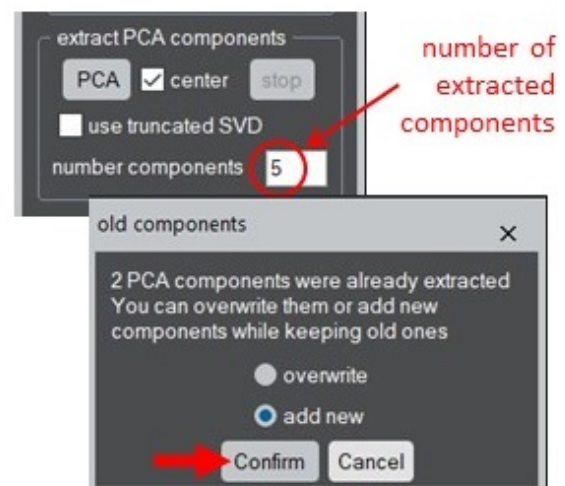 extract PCA components
PCA center stop
use truncated SVD
number components 5
number of
extracted
components
old components
2 PCA components were already extracted
You can overwrite them or add new
components while keeping old ones
overwrite
add new
Confirm Cancel